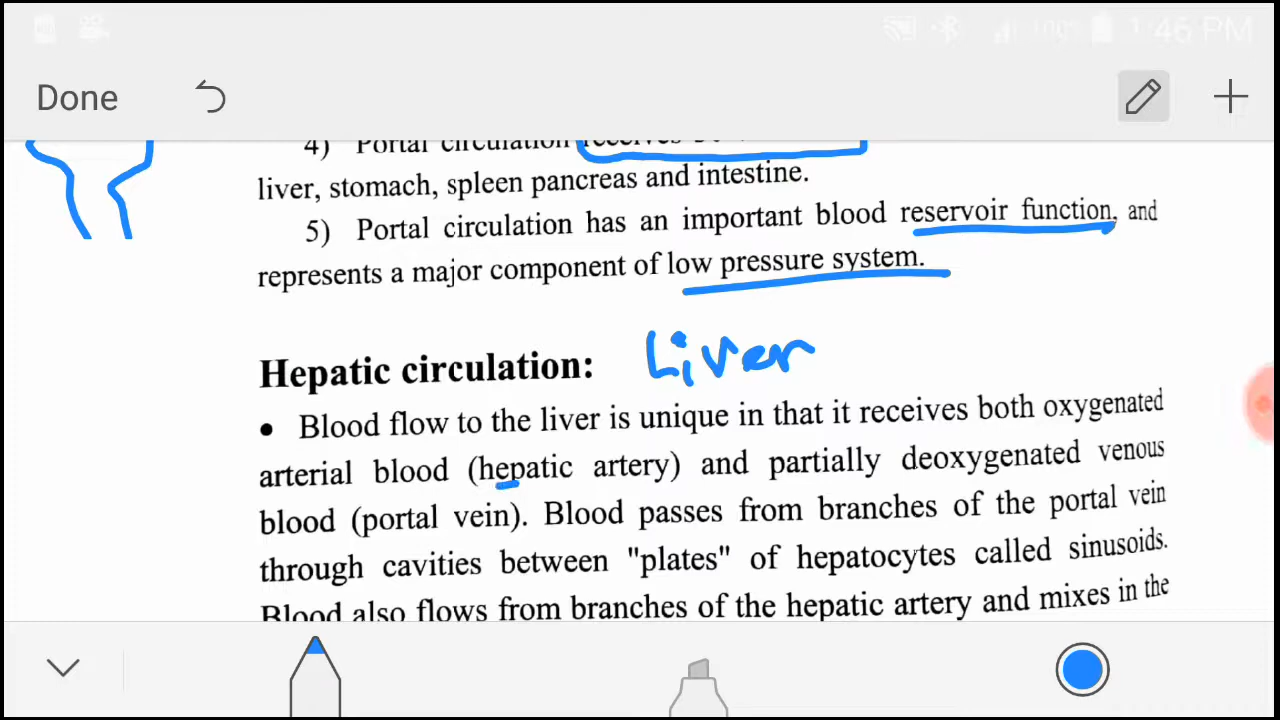 1:46 PM
Done
4) Portal circulation receives
liver, stomach, spleen pancreas and intestine.
5) Portal circulation has an important blood reservoir function, and
represents a major component of low pressure system.
Hepatic circulation: Liver
• Blood flow to the liver is unique in that it receives both oxygenated
arterial blood (hepatic artery) and partially deoxygenated venous
blood (portal vein). Blood passes from branches of the portal vein
through cavities between "plates" of hepatocytes called sinusoids.
Blood also flows from branches of the hepatic artery and mixes in the